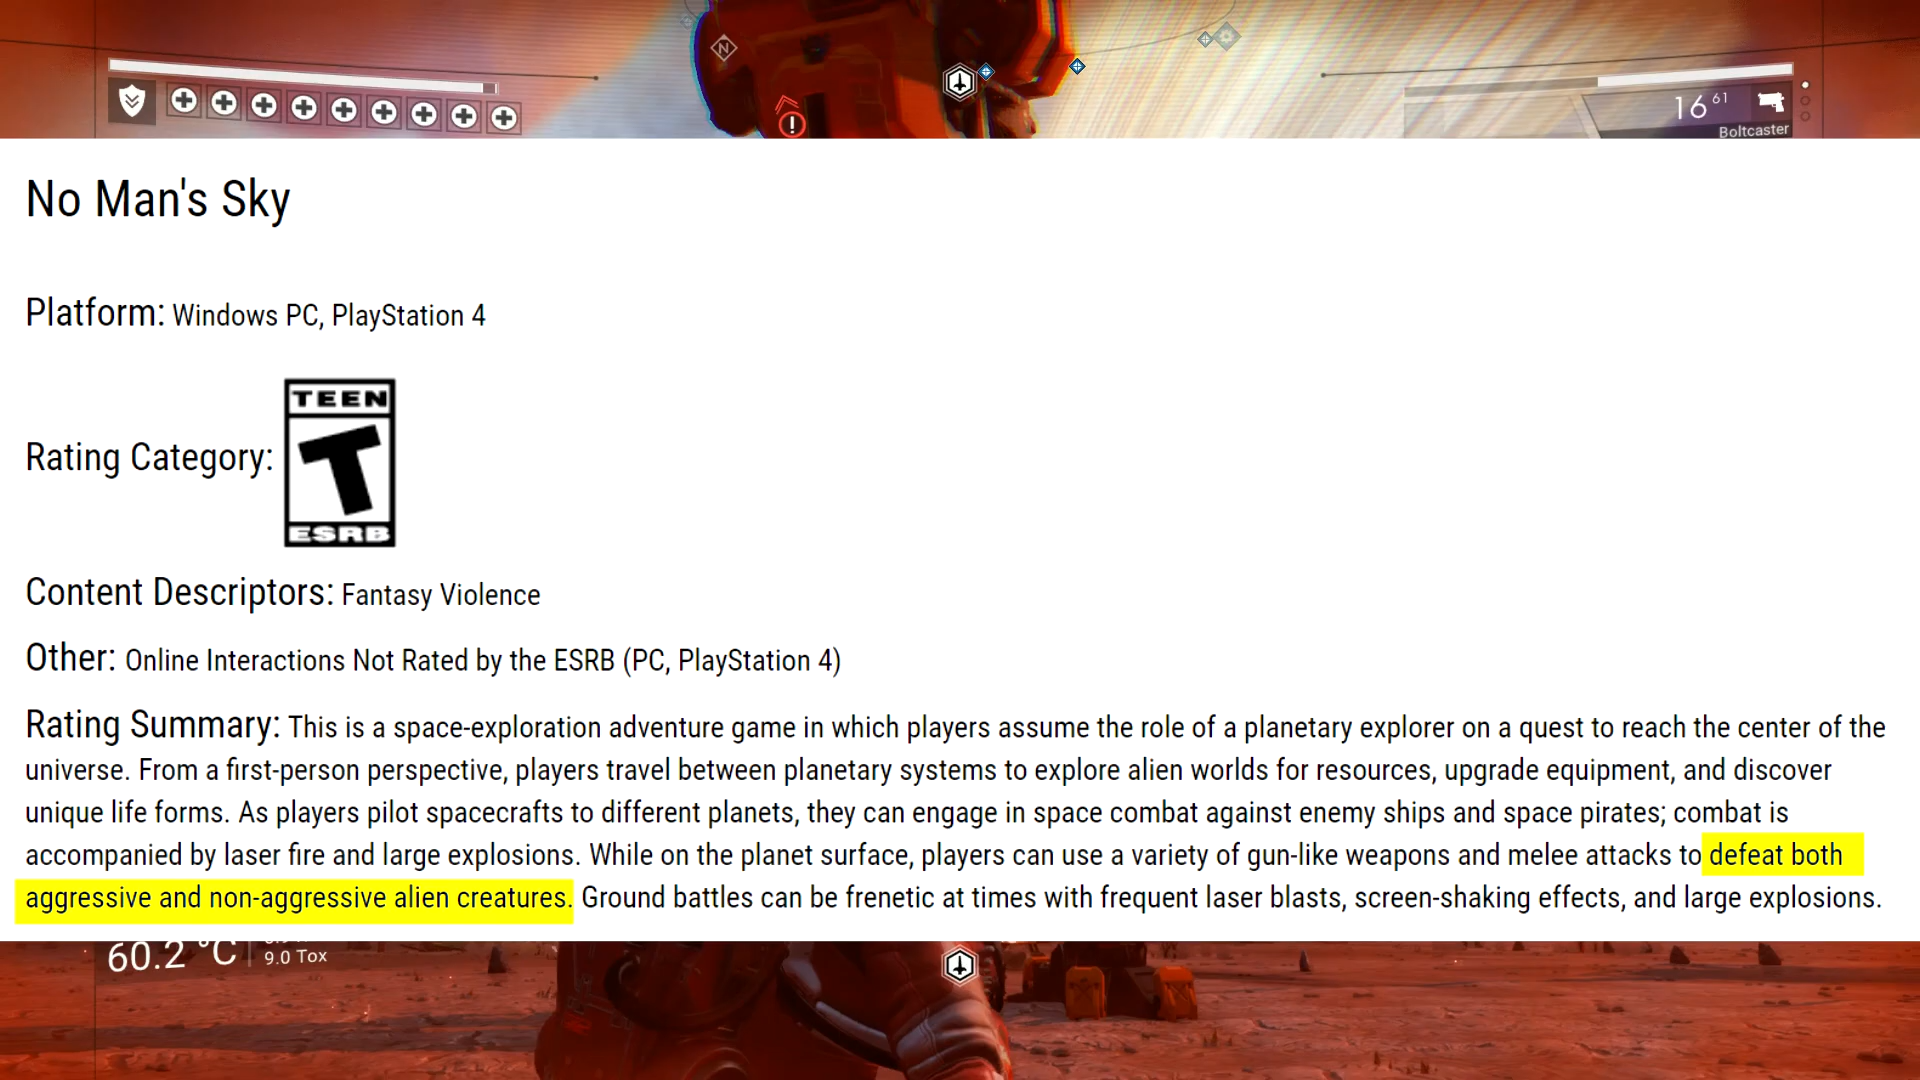 N
16 61
Boltcaster
No Man's Sky
Platform: Windows PC, PlayStation 4
TEEN
T
ESRB
Rating Category:
Content Descriptors: Fantasy Violence
Other: Online Interactions Not Rated by the ESRB (PC, PlayStation 4)
Rating Summary: This is a space-exploration adventure game in which players assume the role of a planetary explorer on a quest to reach the center of the
universe. From a first-person perspective, players travel between planetary systems to explore alien worlds for resources, upgrade equipment, and discover
unique life forms. As players pilot spacecrafts to different planets, they can engage in space combat against enemy ships and space pirates; combat is
accompanied by laser fire and large explosions. While on the planet surface, players can use a variety of gun-like weapons and melee attacks to defeat both
aggressive and non-aggressive alien creatures. Ground battles can be frenetic at times with frequent laser blasts, screen-shaking effects, and large explosions.
60.2 °C
9.0 Tox